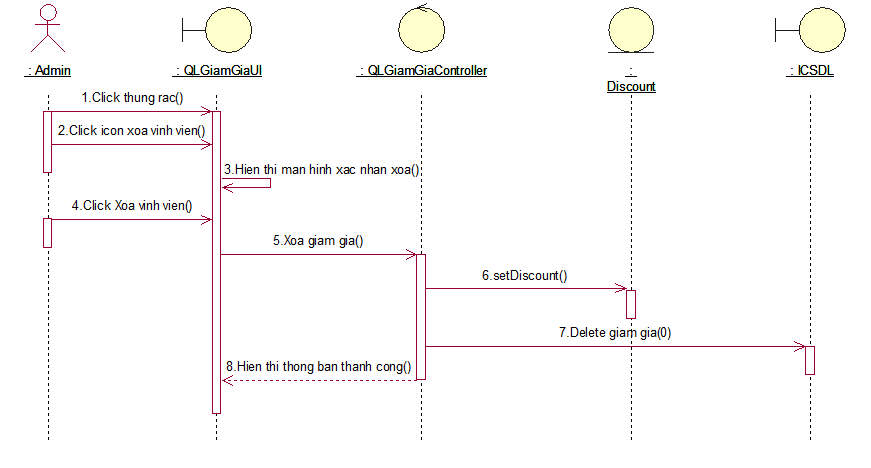 : Admin
: QLGiamGiaUI
: QLGiamGiaController
:
Discount
: ICSDL
1.Click thung rac()
2.Click icon xoa vinh vien()
3.Hien thi man hinh xac nhan xoa()
4.Click Xoa vinh vien()
5.Xoa giam gia()
6.setDiscount()
7.Delete giam gia(0)
8.Hien thi thong ban thanh cong()